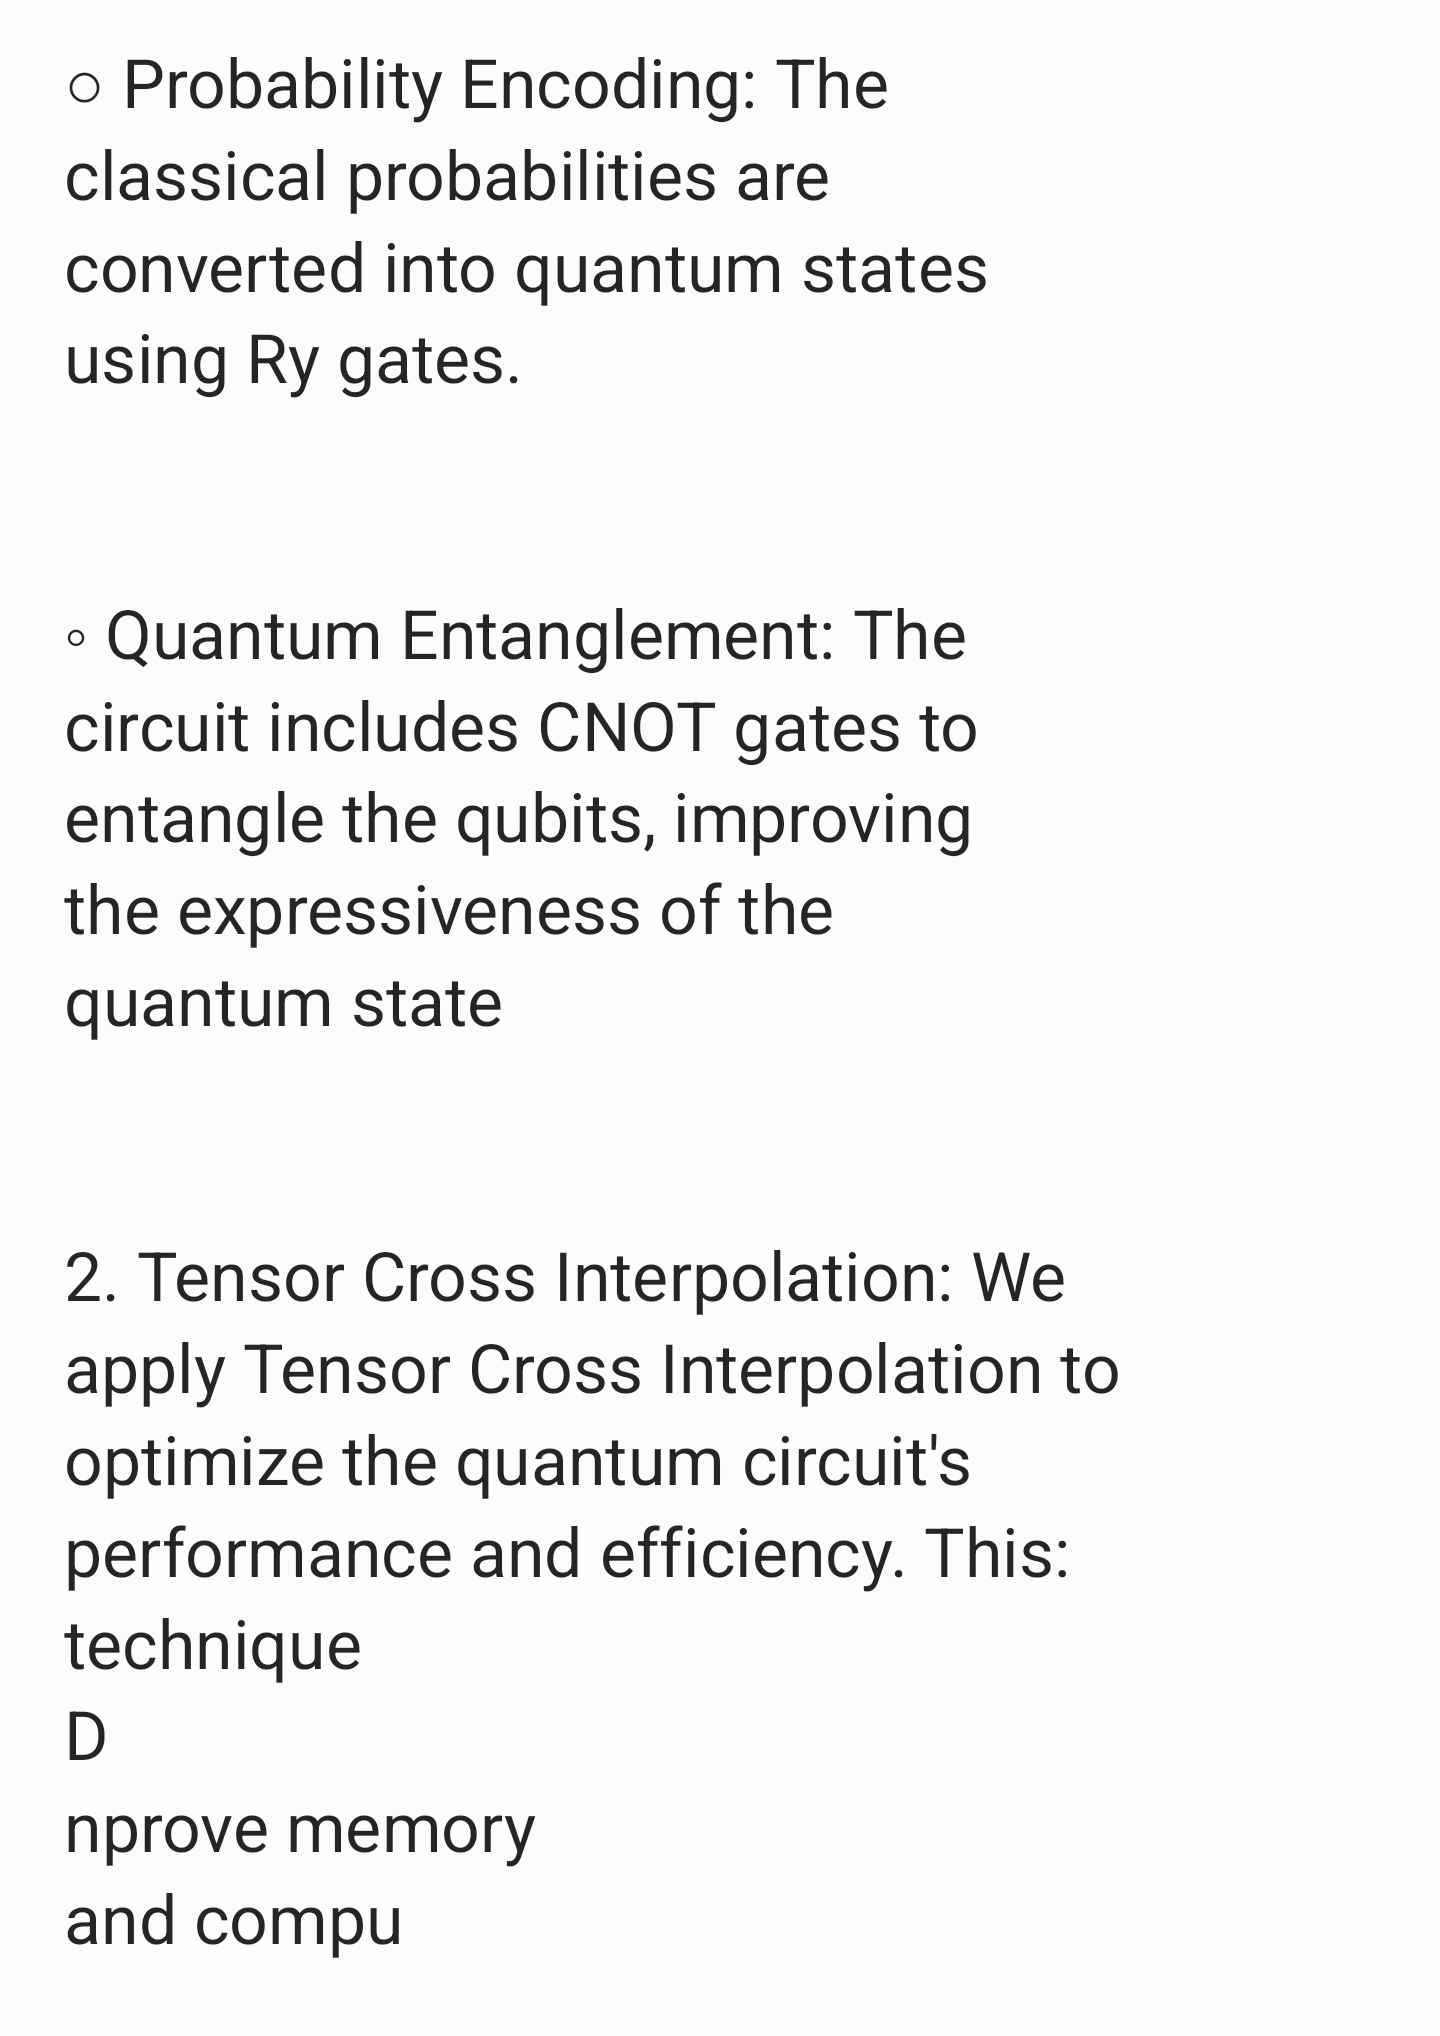 ○ Probability Encoding: The
classical probabilities are
converted into quantum states
using Ry gates.
◦ Quantum Entanglement: The
circuit includes CNOT gates to
entangle the qubits, improving
the expressiveness of the
quantum state
2. Tensor Cross Interpolation: We
apply Tensor Cross Interpolation to
optimize the quantum circuit's
performance and efficiency. This:
technique
D
nprove memory
and compu